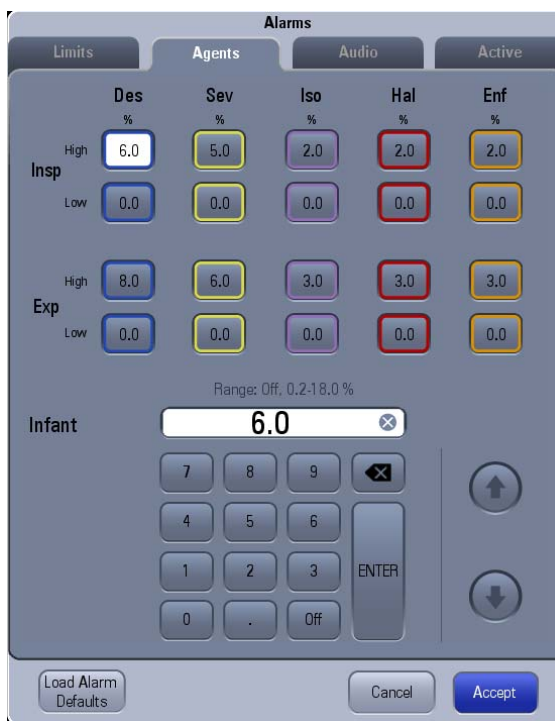 Alarms
Limits Agents Audio Active
Des Sev Iso Hal Enf
% % % % %
High 6.0 5.0 2.0 2.0 2.0
Insp
Low 0.0 0.0 0.0 0.0 0.0
High 8.0 6.0 3.0 3.0 3.0
Exp
Low 0.0 0.0 0.0 0.0 0.0
Range: Off, 0.2-18.0 %
Infant 6.0
7 8 9
4 5 6
1 2 3 ENTER
0 . Off
Load Alarm
Defaults
Cancel Accept